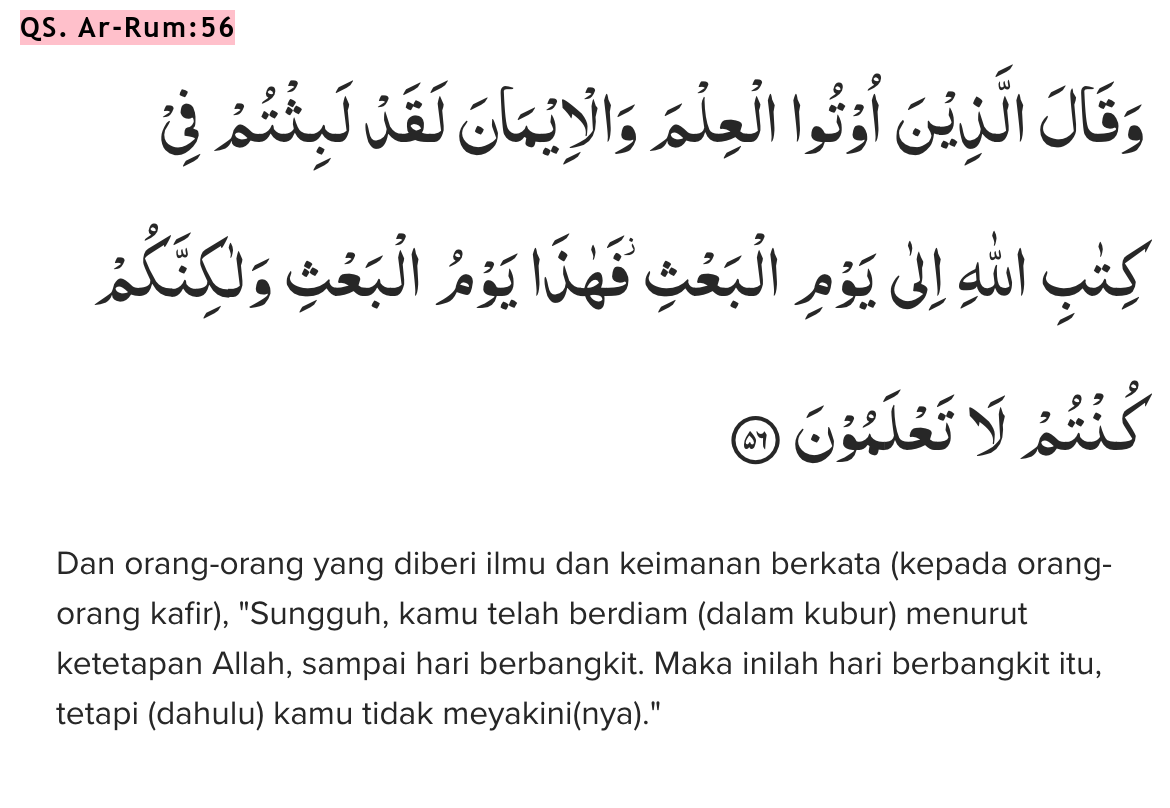 QS. Ar-Rum:56
وَقَالَ الَّذِيْنَ اُوْتُوا الْعِلْمَ وَالْاِيْمَانَ لَقَدْ لَبِثْتُمْ فِيْ
كِتٰبِ اللّٰهِ اِلٰى يَوْمِ الْبَعْثِۖ فَهٰذَا يَوْمُ الْبَعْثِ وَلٰكِنَّكُمْ
كُنْتُمْ لَا تَعْلَمُوْنَ ۵٦
Dan orang-orang yang diberi ilmu dan keimanan berkata (kepada orang-
orang kafir), "Sungguh, kamu telah berdiam (dalam kubur) menurut
ketetapan Allah, sampai hari berbangkit. Maka inilah hari berbangkit itu,
tetapi (dahulu) kamu tidak meyakini(nya)."